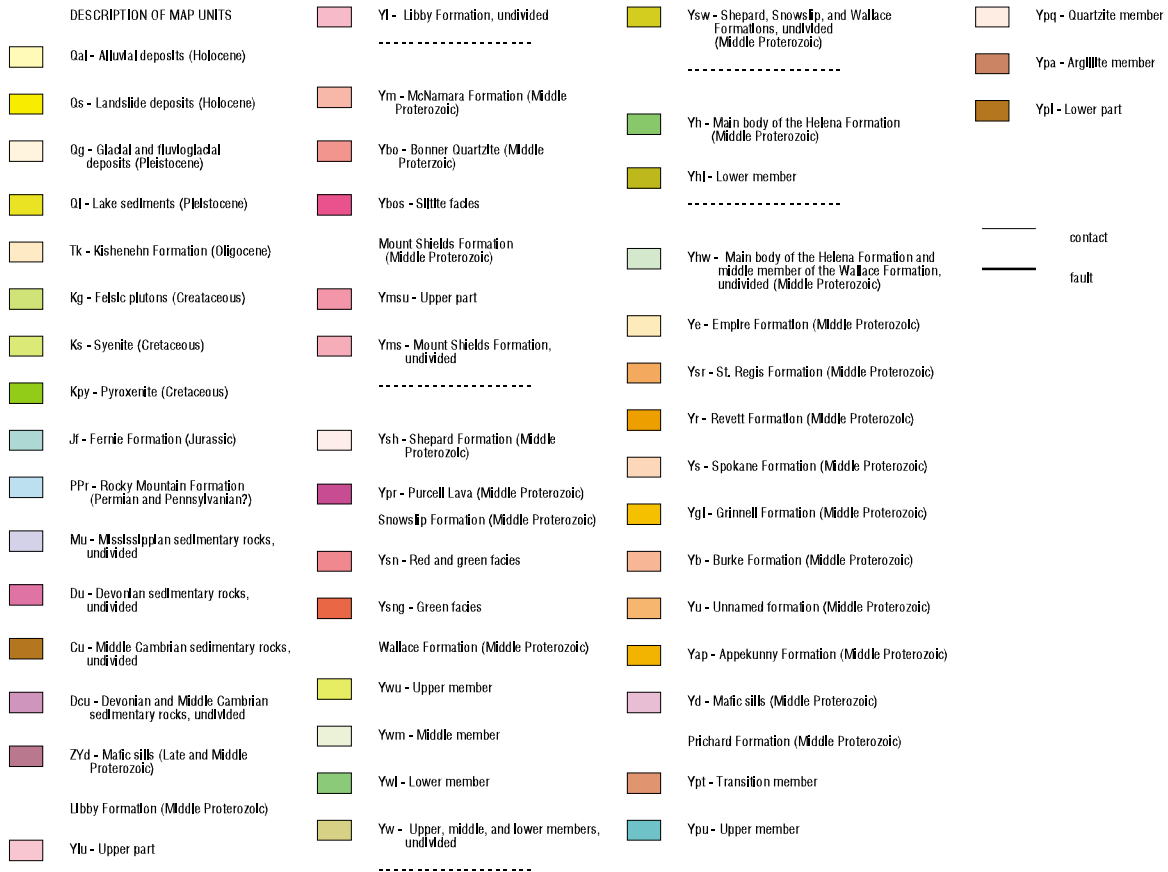 DESCRIPTION OF MAP UNITS
Qal - Alluvial deposits (Holocene)
Qs - Landslide deposits (Holocene)
Qg - Glacial and fluvioglacial
deposits (Pleistocene)
Ql - Lake sediments (Pleistocene)
Tk - Kishenehn Formation (Oligocene)
Kg - Felsic plutons (Creataceous)
Ks - Syenite (Cretaceous)
Kpy - Pyroxenite (Cretaceous)
Jf - Fernie Formation (Jurassic)
PPr - Rocky Mountain Formation
(Permian and Pennsylvanian?)
Mu - Mississippian sedimentary rocks,
undivided
Du - Devonian sedimentary rocks,
undivided
Cu - Middle Cambrian sedimentary rocks,
undivided
Dcu - Devonian and Middle Cambrian
sedimentary rocks, undivided
ZYd - Mafic sills (Late and Middle
Proterozoic)
Libby Formation (Middle Proterozoic)
Ylu - Upper part
Yl - Libby Formation, undivided
Ym - McNamara Formation (Middle
Proterozoic)
Ybo - Bonner Quartzite (Middle
Proterzoic)
Ybos - Siltite facies
Mount Shields Formation
(Middle Proterozoic)
Ymsu - Upper part
Yms - Mount Shields Formation,
undivided
Ysh - Shepard Formation (Middle
Proterozoic)
Ypr - Purcell Lava (Middle Proterozoic)
Snowslip Formation (Middle Proterozoic)
Ysn - Red and green facies
Ysng - Green facies
Wallace Formation (Middle Proterozoic)
Ywu - Upper member
Ywm - Middle member
Ywl - Lower member
Yw - Upper, middle, and lower members,
undivided
Ysw - Shepard, Snowslip, and Wallace
Formations, undivided
(Middle Proterozoic)
Yh - Main body of the Helena Formation
(Middle Proterozoic)
Yhl - Lower member
Yhw - Main body of the Helena Formation and
middle member of the Wallace Formation,
undivided (Middle Proterozoic)
Ye - Empire Formation (Middle Proterozoic)
Ysr - St. Regis Formation (Middle Proterozoic)
Yr - Revett Formation (Middle Proterozoic)
Ys - Spokane Formation (Middle Proterozoic)
Ygl - Grinnell Formation (Middle Proterozoic)
Yb - Burke Formation (Middle Proterozoic)
Yu - Unnamed formation (Middle Proterozoic)
Yap - Appekunny Formation (Middle Proterozoic)
Yd - Mafic sills (Middle Proterozoic)
Prichard Formation (Middle Proterozoic)
Ypt - Transition member
Ypu - Upper member
Ypq - Quartzite member
Ypa - Argillite member
Ypl - Lower part
contact
fault